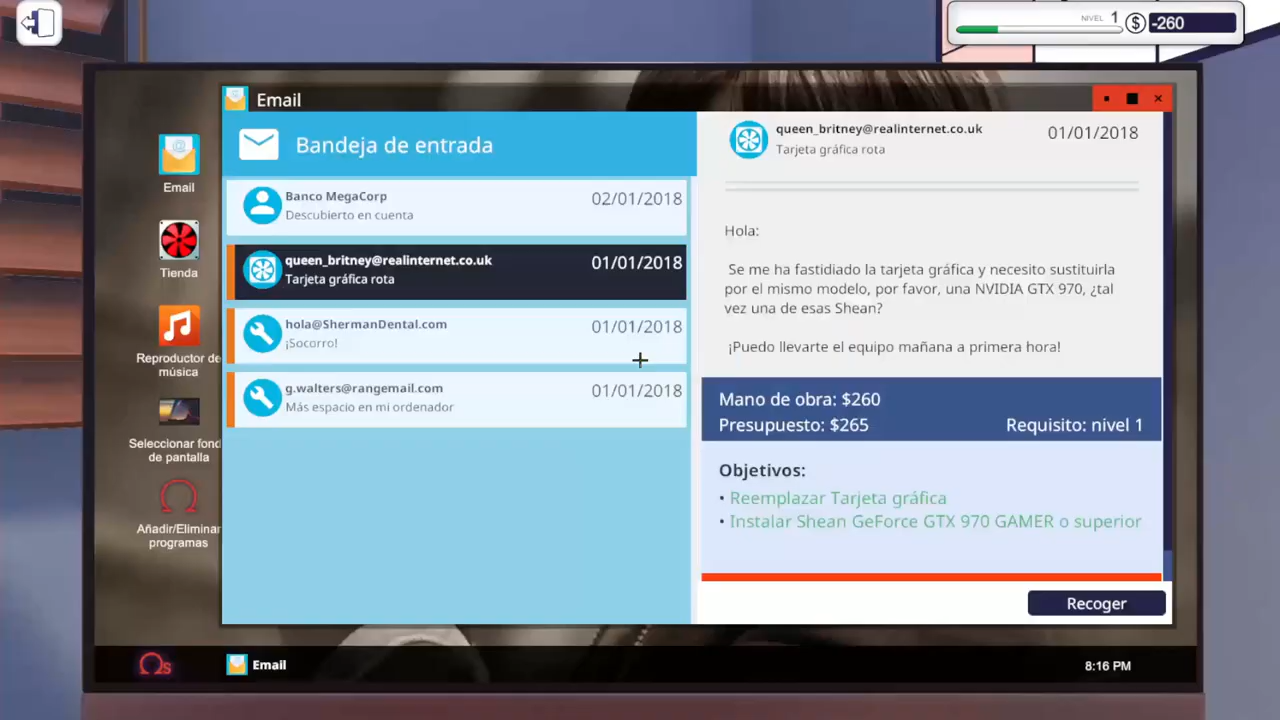 NIVEL 1
$ -260
Email
Bandeja de entrada
Banco MegaCorp
02/01/2018
Descubierto en cuenta
queen_britney@realinternet.co.uk
01/01/2018
Tarjeta gráfica rota
hola@ShermanDental.com
01/01/2018
¡Socorro!
g.walters@rangemail.com
01/01/2018
Más espacio en mi ordenador
queen_britney@realinternet.co.uk
01/01/2018
Tarjeta gráfica rota
Hola:
Se me ha fastidiado la tarjeta gráfica y necesito sustituirla
por el mismo modelo, por favor, una NVIDIA GTX 970, ¿tal
vez una de esas Shean?
¡Puedo llevarte el equipo mañana a primera hora!
Mano de obra: $260
Presupuesto: $265
Requisito: nivel 1
Objetivos:
• Reemplazar Tarjeta gráfica
• Instalar Shean GeForce GTX 970 GAMER o superior
Recoger
Email
Tienda
Reproductor de
música
Seleccionar fond
de pantalla
Añadir/Eliminar
programas
Ωs
Email
8:16 PM